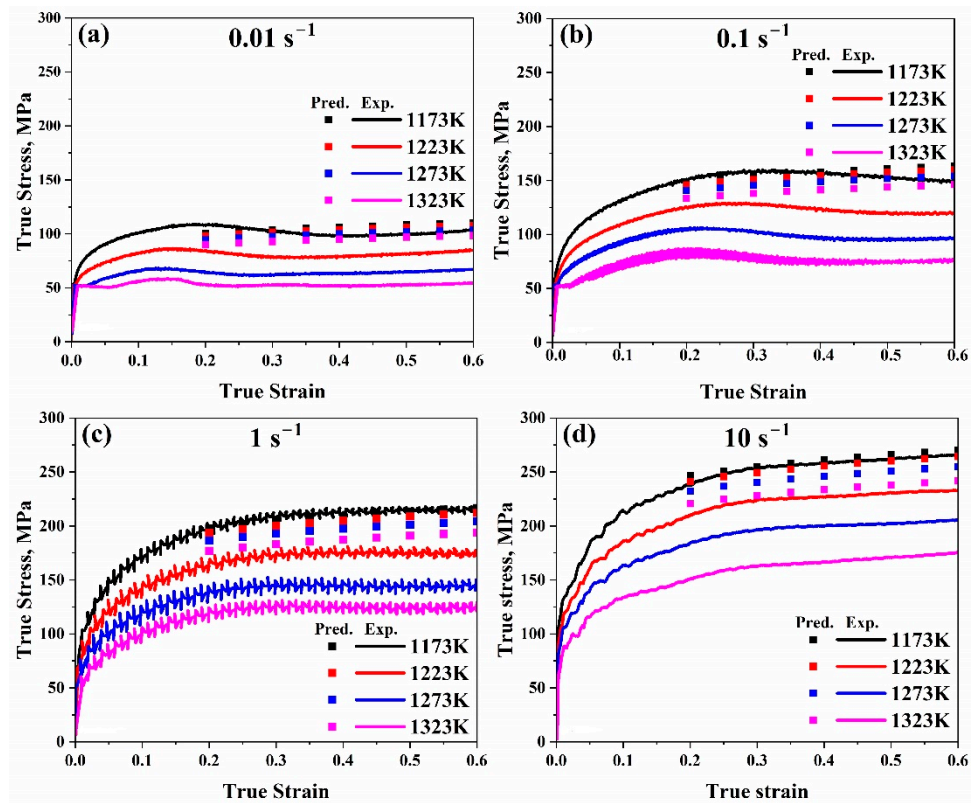 (a) 0.01 s⁻¹
300
250
200
150
100
50
0
True Stress, MPa
Pred. Exp.
1173K
1223K
1273K
1323K
0.0 0.1 0.2 0.3 0.4 0.5 0.6
True Strain
(b) 0.1 s⁻¹
300
250
200
150
100
50
0
True Stress, MPa
Pred. Exp.
1173K
1223K
1273K
1323K
0.0 0.1 0.2 0.3 0.4 0.5 0.6
True Strain
(c) 1 s⁻¹
300
250
200
150
100
50
0
True Stress, MPa
Pred. Exp.
1173K
1223K
1273K
1323K
0.0 0.1 0.2 0.3 0.4 0.5 0.6
True Strain
(d) 10 s⁻¹
300
250
200
150
100
50
0
True stress, MPa
Pred. Exp.
1173K
1223K
1273K
1323K
0.0 0.1 0.2 0.3 0.4 0.5 0.6
True strain